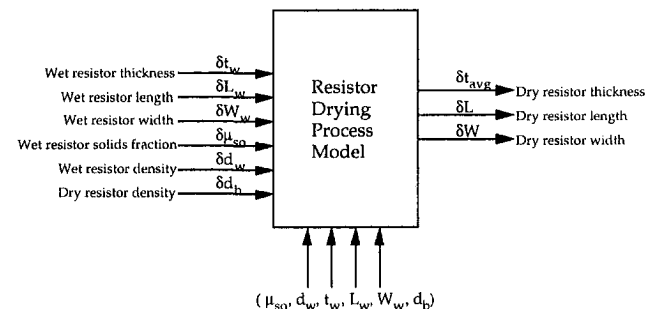 Wet resistor thickness
δt_w
Wet resistor length
δL_w
Wet resistor width
δW_w
Wet resistor solids fraction
δμ_so
Wet resistor density
δd_w
Dry resistor density
δd_b
Resistor
Drying
Process
Model
δt_avg
Dry resistor thickness
δL
Dry resistor length
δW
Dry resistor width
( μ_so, d_w, t_w, L_w, W_w, d_b)